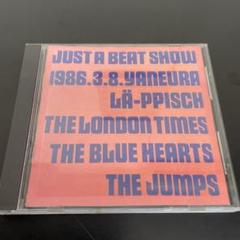 JUST A BEAT SHOW
1986.3.8.YANEURA
LÄ-PPISCH
THE LONDON TIMES
THE BLUE HEARTS
THE JUMPS